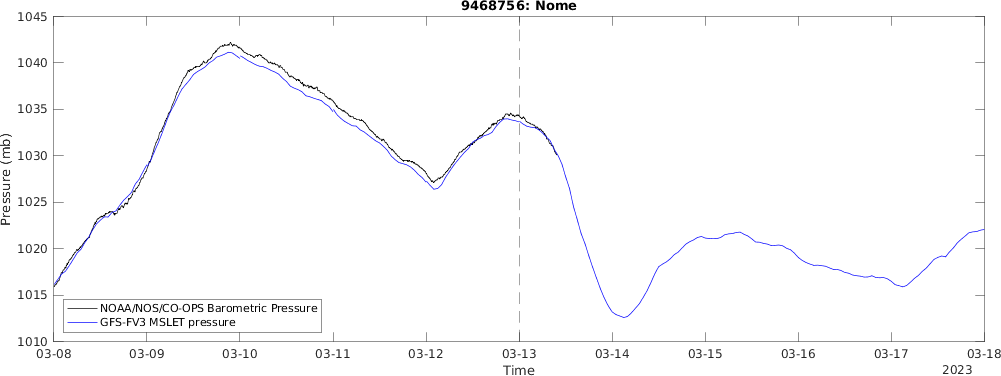 9468756: Nome
1045
1040
1035
1030
1025
1020
1015
1010
Pressure (mb)
NOAA/NOS/CO-OPS Barometric Pressure
GFS-FV3 MSLET pressure
03-08 03-09 03-10 03-11 03-12 03-13 03-14 03-15 03-16 03-17 03-18
Time
2023